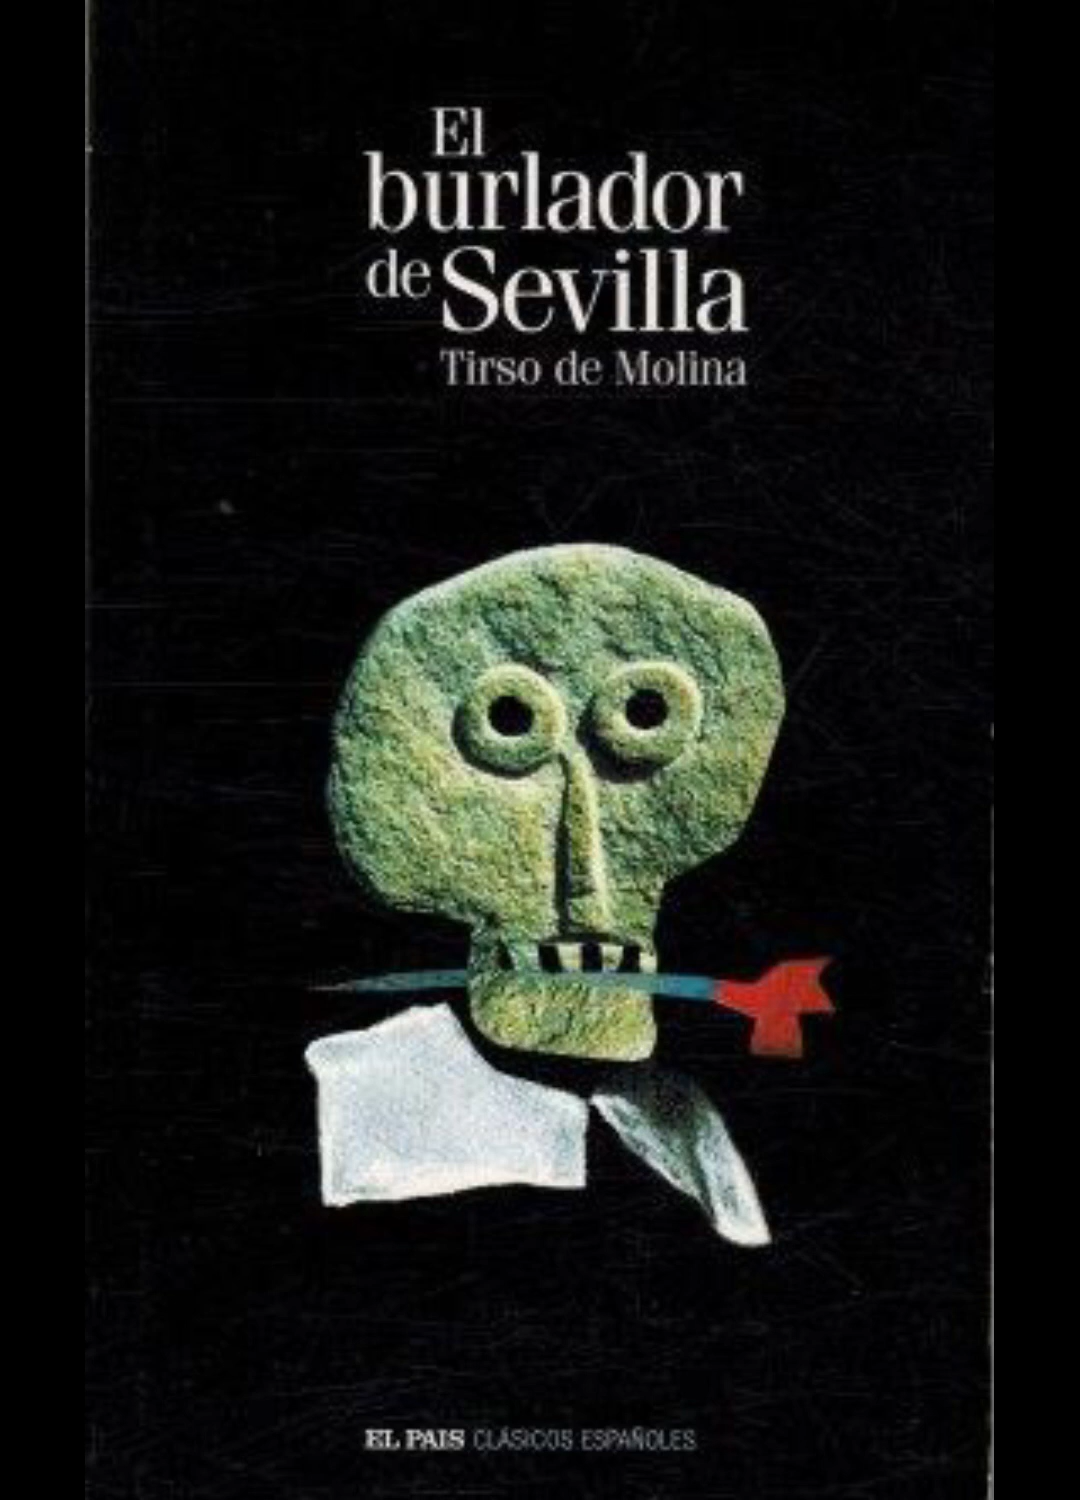 El
burlador
de Sevilla
Tirso de Molina
EL PAIS CLÁSICOS ESPAÑOLES